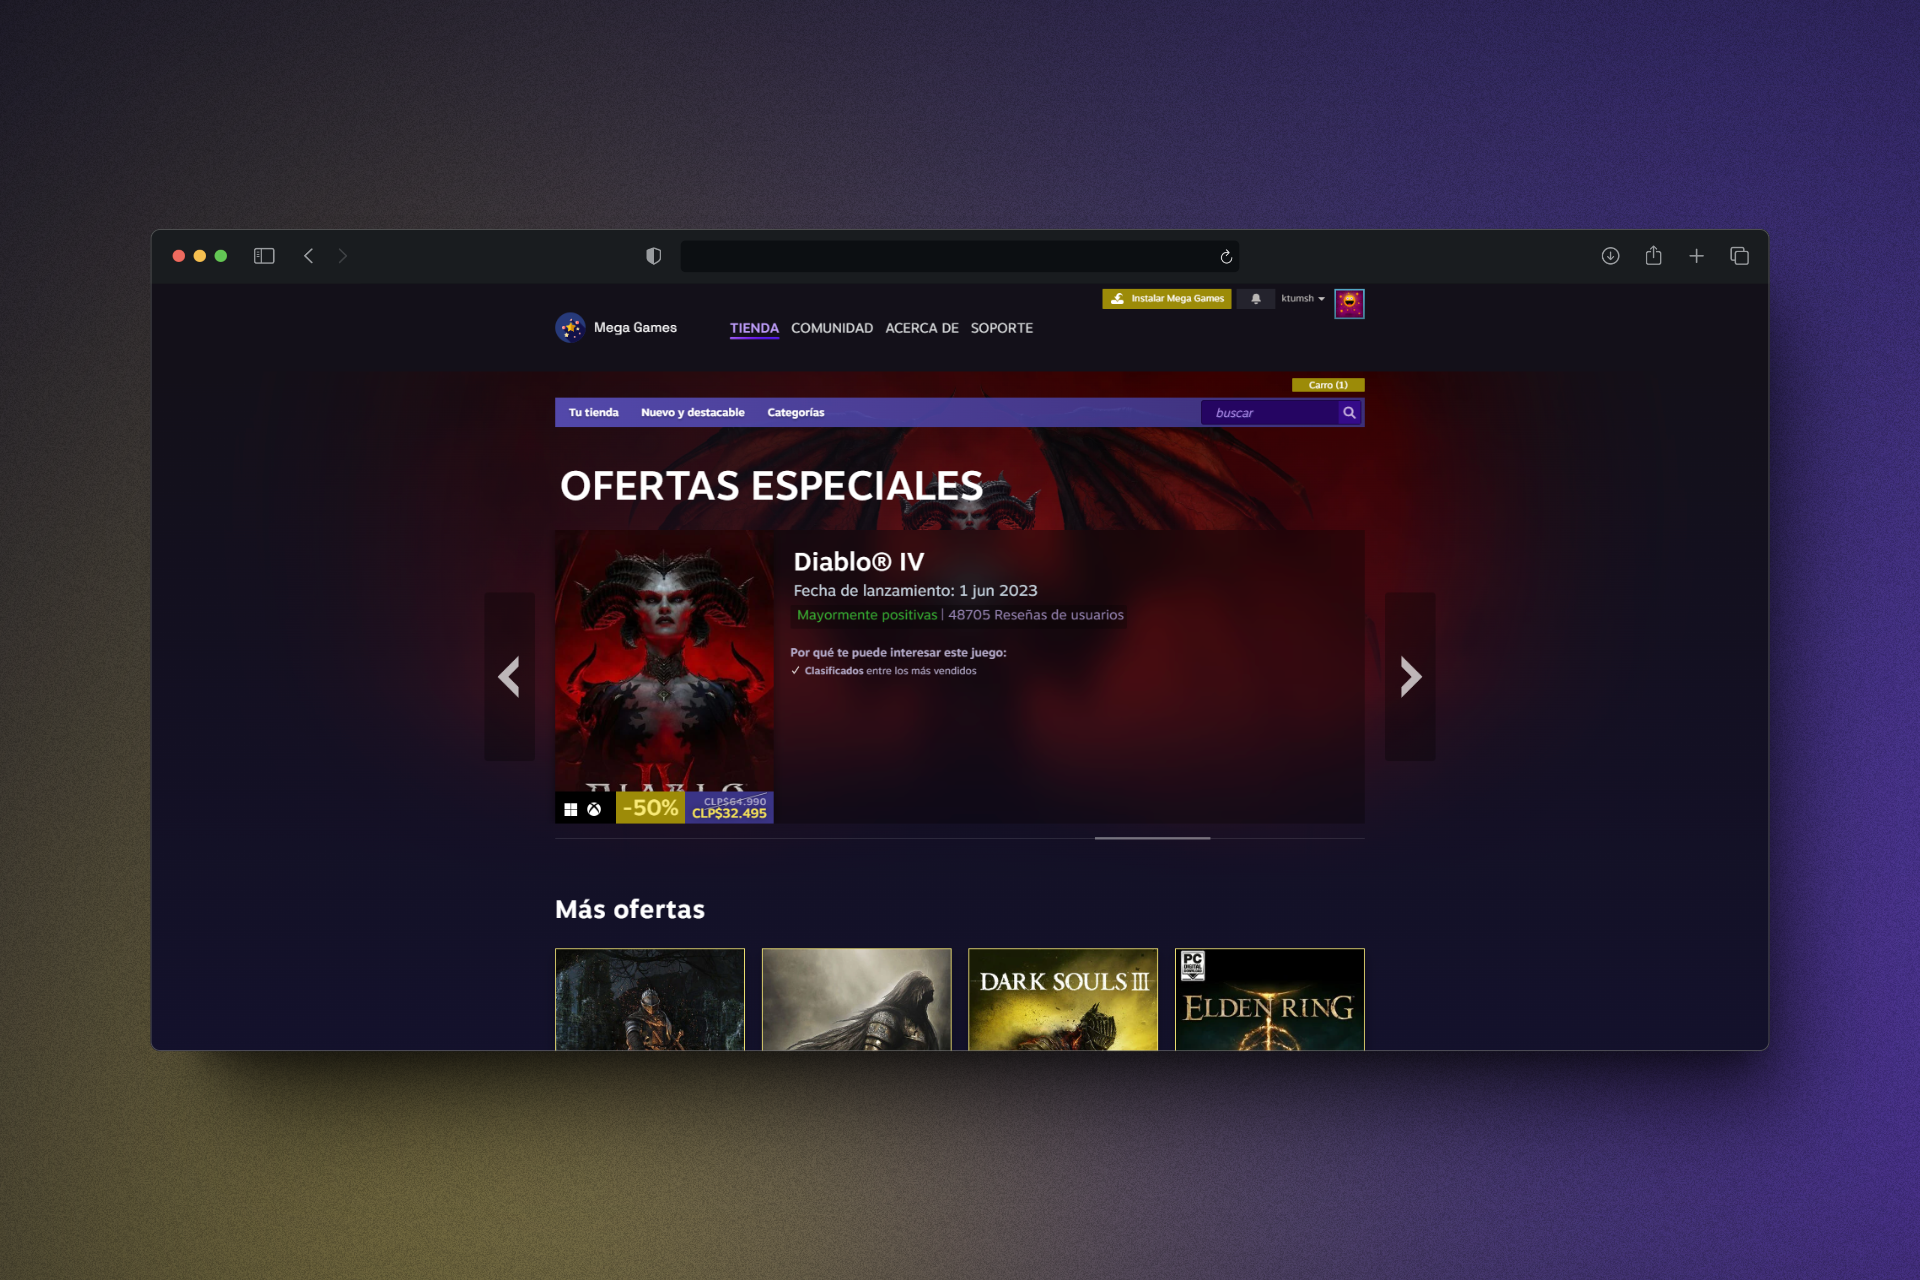 Instalar Mega Games
ktumsh
Mega Games
TIENDA COMUNIDAD ACERCA DE SOPORTE
Carro (1)
Tu tienda Nuevo y destacable Categorías buscar
OFERTAS ESPECIALES
Diablo® IV
Fecha de lanzamiento: 1 jun 2023
Mayormente positivas | 48705 Reseñas de usuarios
Por qué te puede interesar este juego:
✓ Clasificados entre los más vendidos
DIABLO
-50%
CLP$64.990
CLP$32.495
Más ofertas
DARK SOULS III
PC
DIGITAL
DOWNLOAD
ELDEN RING